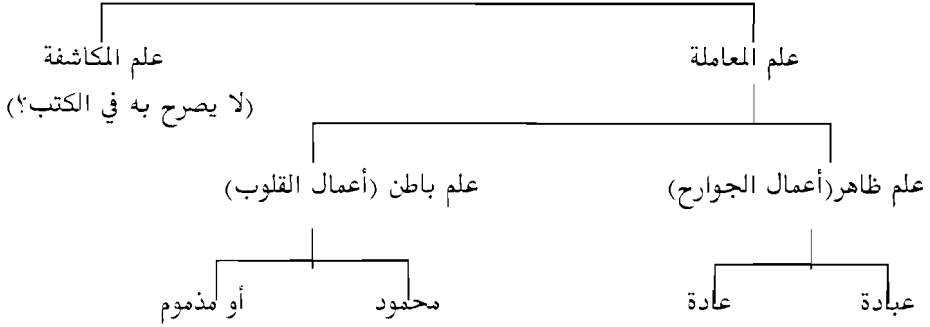 علم المعاملة علم المكاشفة
(لا يصرح به في الكتب؟)
علم ظاهر(أعمال الجوارح) علم باطن (أعمال القلوب)
عبادة عادة محمود أو مذموم